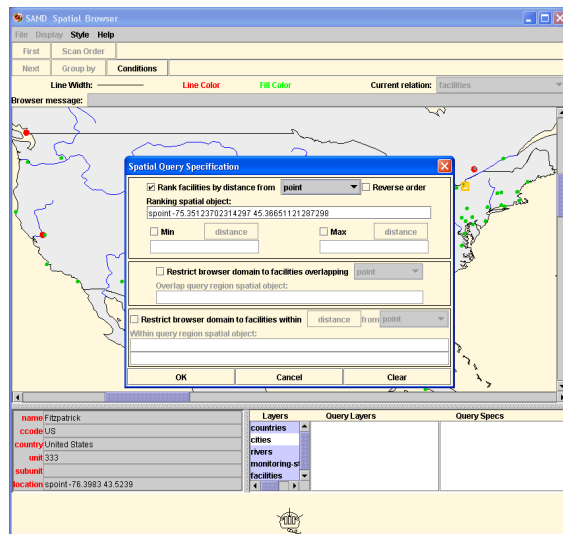 SAND Spatial Browser
File Display Style Help
First Scan Order
Next Group by Conditions
Line Width: Line Color Fill Color Current relation: facilities
Browser message:
Spatial Query Specification
Rank facilities by distance from point Reverse order
Ranking spatial object:
spoint -75.35123702314297 45.36651121287298
Min distance Max distance
Restrict browser domain to facilities overlapping point
Overlap query region spatial object:
Restrict browser domain to facilities within distance from point
Within query region spatial object:
OK Cancel Clear
name Fitzpatrick
ccode US
country United States
unit 333
subunit
location spoint -76.3983 43.5239
Layers Query Layers Query Specs
countries
cities
rivers
monitoring-st
facilities